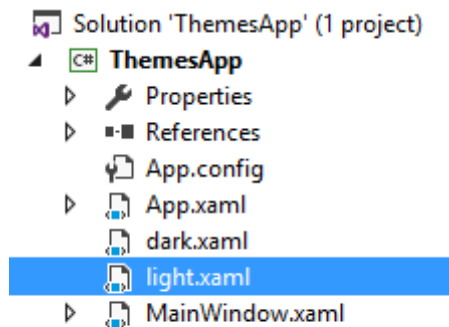 Solution 'ThemesApp' (1 project)
C# ThemesApp
Properties
References
App.config
App.xaml
dark.xaml
light.xaml
MainWindow.xaml